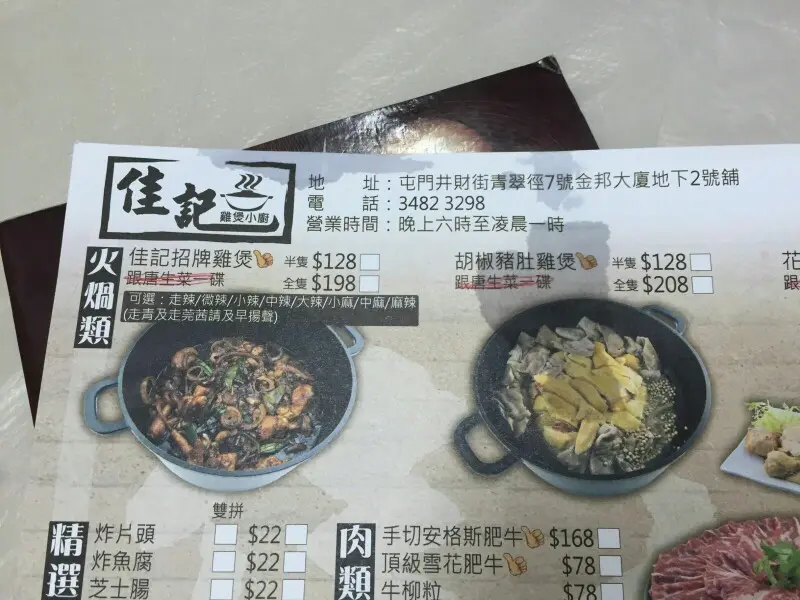 佳記
雞煲小廚
地 址：屯門井財街青翠徑7號金邦大廈地下2號舖
電 話：3482 3298
營業時間：晚上六時至凌晨一時
火鍋類
佳記招牌雞煲 半隻 $128
跟唐生菜一碟 全隻 $198
可選：走辣/微辣/小辣/中辣/大辣/小麻/中麻/麻辣
(走青及走莞茜請及早揚聲)
胡椒豬肚雞煲 半隻 $128
跟唐生菜一碟 全隻 $208
花
跟
精選
雙拼
炸片頭 $22
炸魚腐 $22
芝士腸 $22
肉類
手切安格斯肥牛 $168
頂級雪花肥牛 $78
牛柳粒 $78